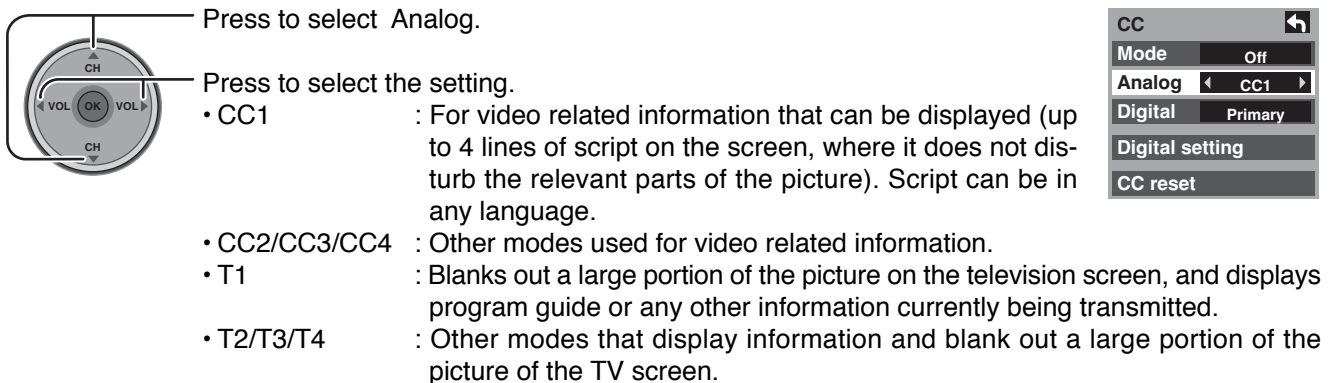 Press to select Analog.
CH
VOL OK VOL
CH
Press to select the setting.
• CC1 : For video related information that can be displayed (up
to 4 lines of script on the screen, where it does not dis-
turb the relevant parts of the picture). Script can be in
any language.
• CC2/CC3/CC4 : Other modes used for video related information.
• T1 : Blanks out a large portion of the picture on the television screen, and displays
program guide or any other information currently being transmitted.
• T2/T3/T4 : Other modes that display information and blank out a large portion of the
picture of the TV screen.
CC
Mode Off
Analog CC1
Digital Primary
Digital setting
CC reset